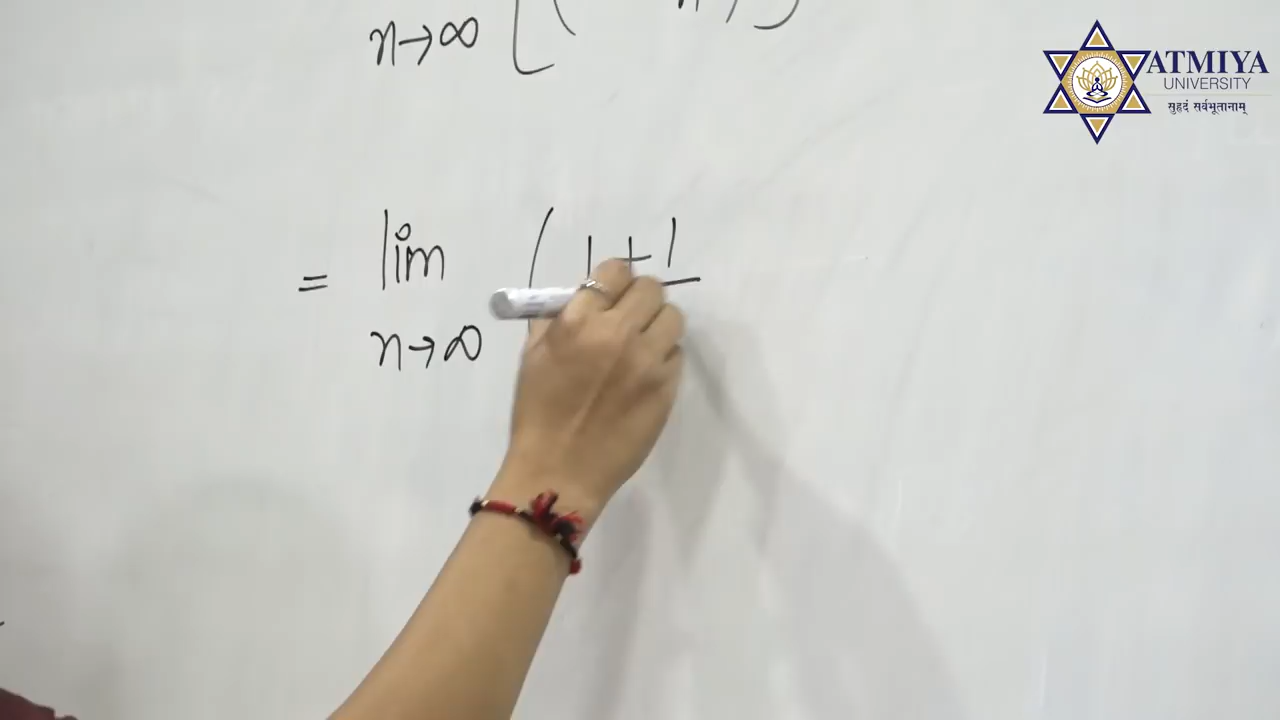 n→∞ [(
ATMIYA
UNIVERSITY
सुहृदं सर्वभूतानाम्
= lim ( 1 + 1
n→∞